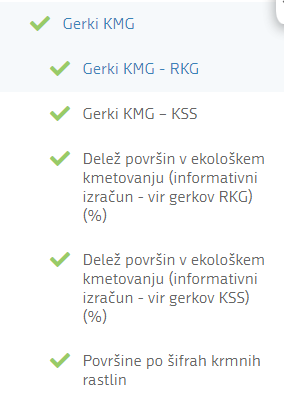 Gerki KMG
Gerki KMG - RKG
Gerki KMG – KSS
Delež površin v ekološkem
kmetovanju (informativni
izračun - vir gerkov RKG)
(%)
Delež površin v ekološkem
kmetovanju (informativni
izračun - vir gerkov KSS)
(%)
Površine po šifrah krmnih
rastlin